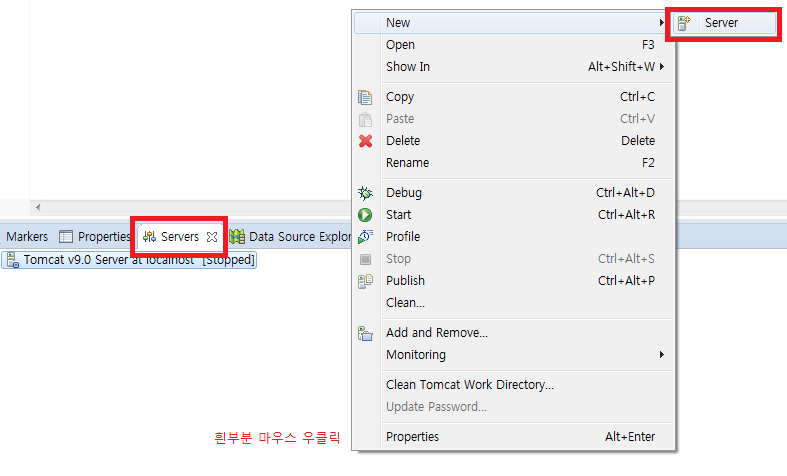 New
Server
Open F3
Show In Alt+Shift+W
Copy Ctrl+C
Paste Ctrl+V
Delete Delete
Rename F2
Debug Ctrl+Alt+D
Start Ctrl+Alt+R
Profile
Stop Ctrl+Alt+S
Publish Ctrl+Alt+P
Clean...
Add and Remove...
Monitoring
Clean Tomcat Work Directory...
Update Password...
Properties Alt+Enter
Markers Properties Servers Data Source Explor
Tomcat v9.0 Server at localhost [Stopped]
흰부분 마우스 우클릭